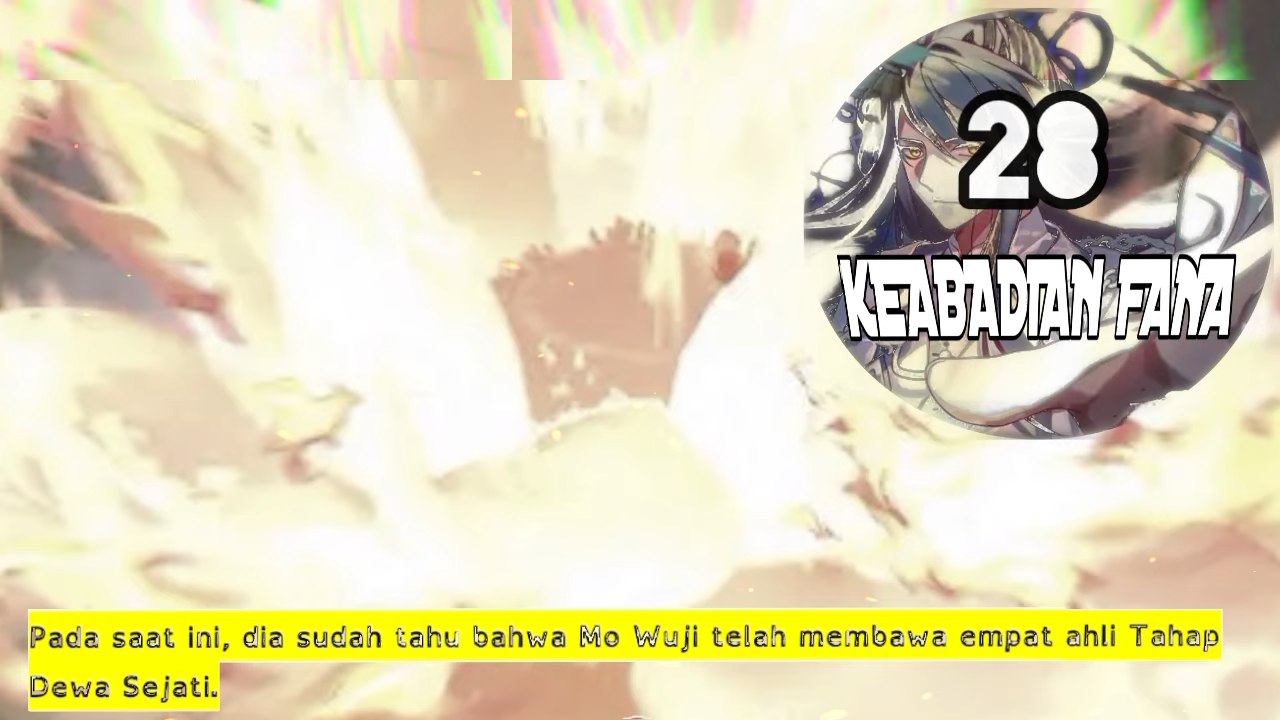 28
KEABADIAN FANA
Pada saat ini, dia sudah tahu bahwa Mo Wuji telah membawa empat ahli Tahap
Dewa Sejati.